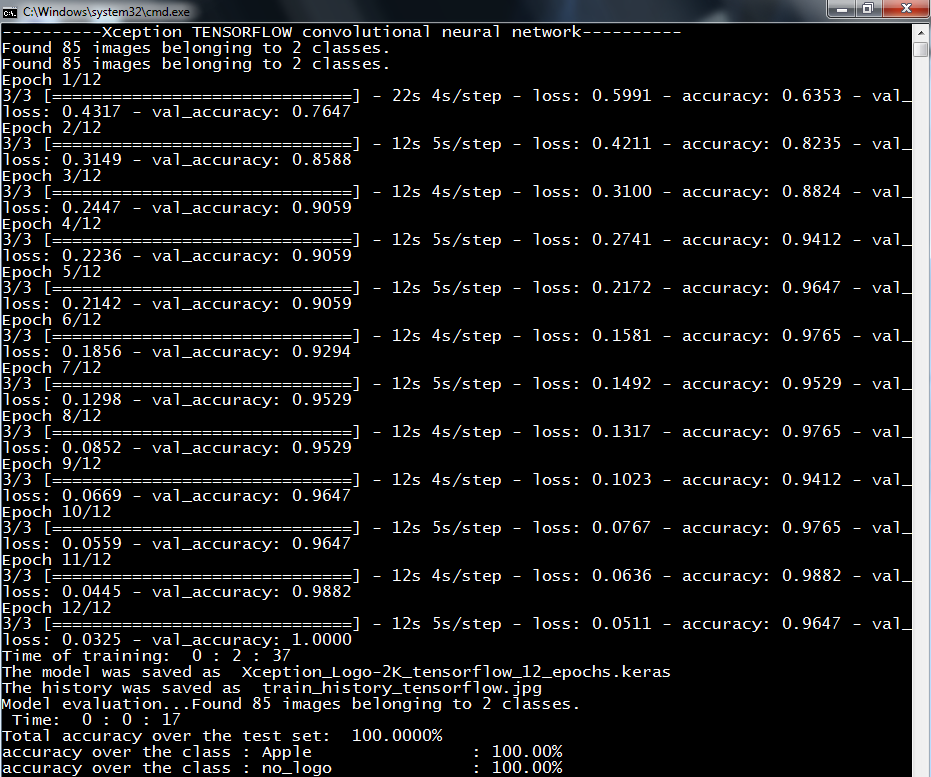 C:\Windows\system32\cmd.exe
----------Xception TENSORFLOW convolutional neural network----------
Found 85 images belonging to 2 classes.
Found 85 images belonging to 2 classes.
Epoch 1/12
3/3 [==============================] - 22s 4s/step - loss: 0.5991 - accuracy: 0.6353 - val_
loss: 0.4317 - val_accuracy: 0.7647
Epoch 2/12
3/3 [==============================] - 12s 5s/step - loss: 0.4211 - accuracy: 0.8235 - val_
loss: 0.3149 - val_accuracy: 0.8588
Epoch 3/12
3/3 [==============================] - 12s 4s/step - loss: 0.3100 - accuracy: 0.8824 - val_
loss: 0.2447 - val_accuracy: 0.9059
Epoch 4/12
3/3 [==============================] - 12s 5s/step - loss: 0.2741 - accuracy: 0.9412 - val_
loss: 0.2236 - val_accuracy: 0.9059
Epoch 5/12
3/3 [==============================] - 12s 5s/step - loss: 0.2172 - accuracy: 0.9647 - val_
loss: 0.2142 - val_accuracy: 0.9059
Epoch 6/12
3/3 [==============================] - 12s 4s/step - loss: 0.1581 - accuracy: 0.9765 - val_
loss: 0.1856 - val_accuracy: 0.9294
Epoch 7/12
3/3 [==============================] - 12s 5s/step - loss: 0.1492 - accuracy: 0.9529 - val_
loss: 0.1298 - val_accuracy: 0.9529
Epoch 8/12
3/3 [==============================] - 12s 4s/step - loss: 0.1317 - accuracy: 0.9765 - val_
loss: 0.0852 - val_accuracy: 0.9529
Epoch 9/12
3/3 [==============================] - 12s 4s/step - loss: 0.1023 - accuracy: 0.9412 - val_
loss: 0.0669 - val_accuracy: 0.9647
Epoch 10/12
3/3 [==============================] - 12s 5s/step - loss: 0.0767 - accuracy: 0.9765 - val_
loss: 0.0559 - val_accuracy: 0.9647
Epoch 11/12
3/3 [==============================] - 12s 4s/step - loss: 0.0636 - accuracy: 0.9882 - val_
loss: 0.0445 - val_accuracy: 0.9882
Epoch 12/12
3/3 [==============================] - 12s 5s/step - loss: 0.0511 - accuracy: 0.9647 - val_
loss: 0.0325 - val_accuracy: 1.0000
Time of training:  0 : 2 : 37
The model was saved as  Xception_Logo-2K_tensorflow_12_epochs.keras
The history was saved as  train_history_tensorflow.jpg
Model evaluation...Found 85 images belonging to 2 classes.
Time:  0 : 0 : 17
Total accuracy over the test set:  100.0000%
accuracy over the class : Apple                : 100.00%
accuracy over the class : no_logo              : 100.00%